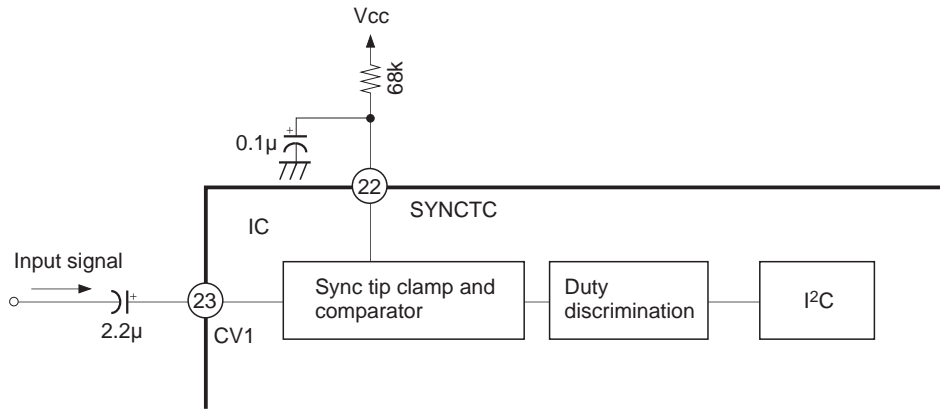 Vcc
68k
+
0.1µ
22
SYNCTC
IC
Input signal
+
2.2µ
23
CV1
Sync tip clamp and
comparator
Duty
discrimination
I²C